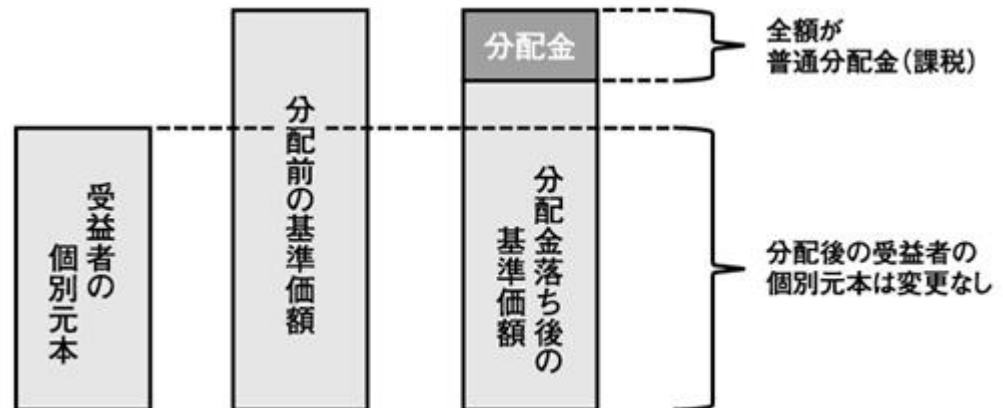 受益者の
個別元本
分配前の基準価額
分配金
分配金落ち後の
基準価額
全額が
普通分配金（課税）
分配後の受益者の
個別元本は変更なし